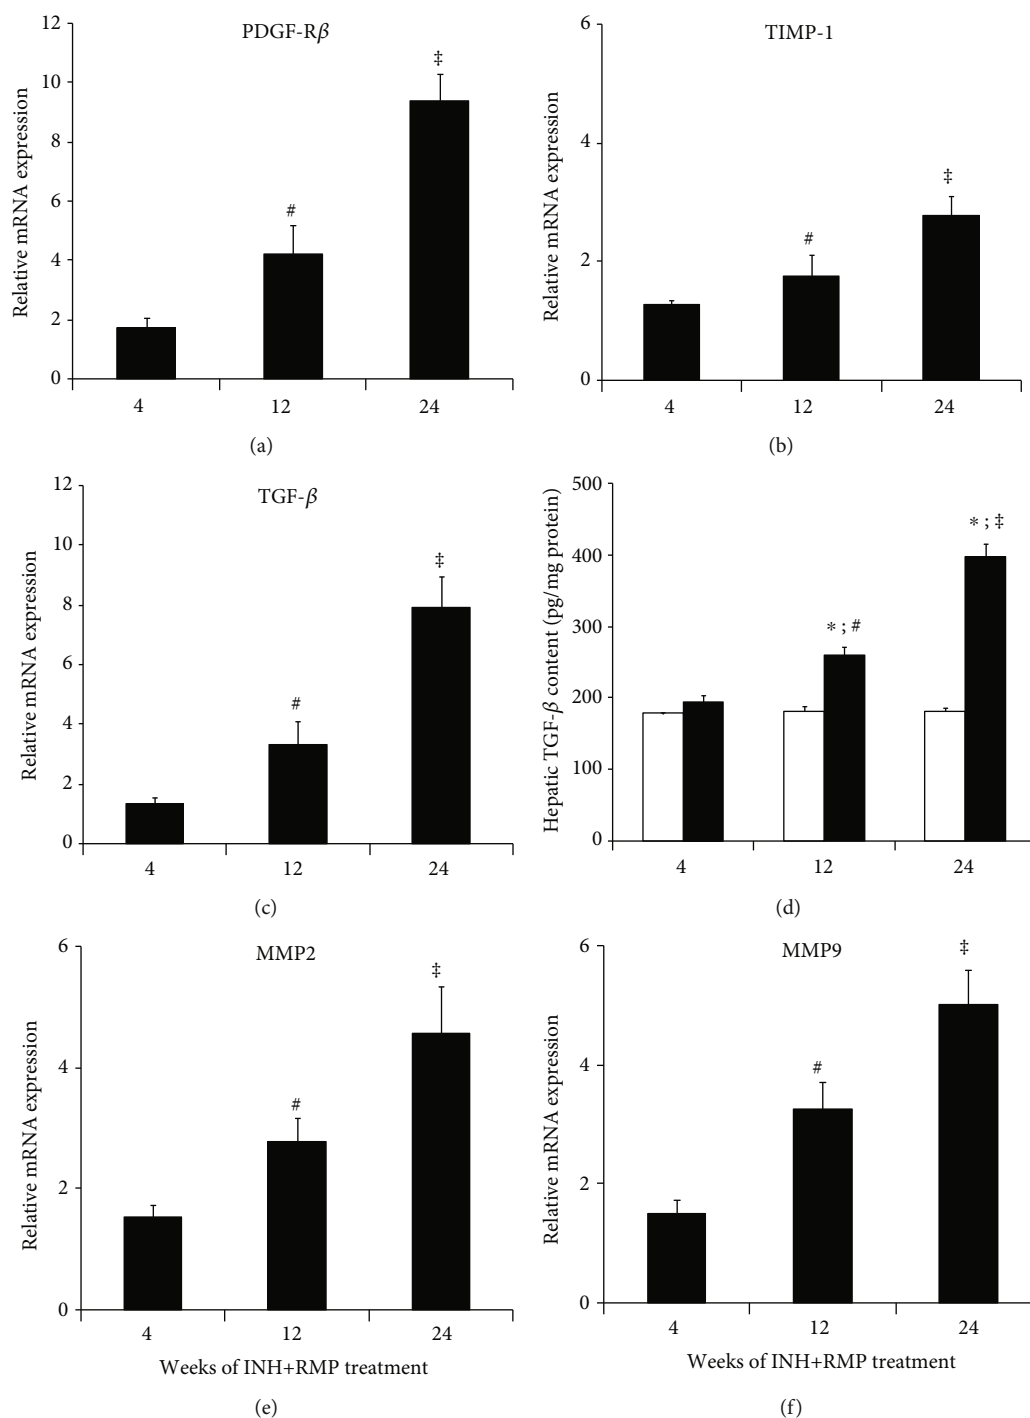 PDGF-Rβ
Relative mRNA expression
12
10
8
6
4
2
0
#
‡
4 12 24
(a)
TIMP-1
Relative mRNA expression
6
4
2
0
#
‡
4 12 24
(b)
TGF-β
Relative mRNA expression
12
10
8
6
4
2
0
#
‡
4 12 24
(c)
Hepatic TGF-β content (pg/mg protein)
500
400
300
200
100
0
* ; #
* ; ‡
4 12 24
(d)
MMP2
Relative mRNA expression
6
4
2
0
#
‡
4 12 24
Weeks of INH+RMP treatment
(e)
MMP9
Relative mRNA expression
6
4
2
0
#
‡
4 12 24
Weeks of INH+RMP treatment
(f)